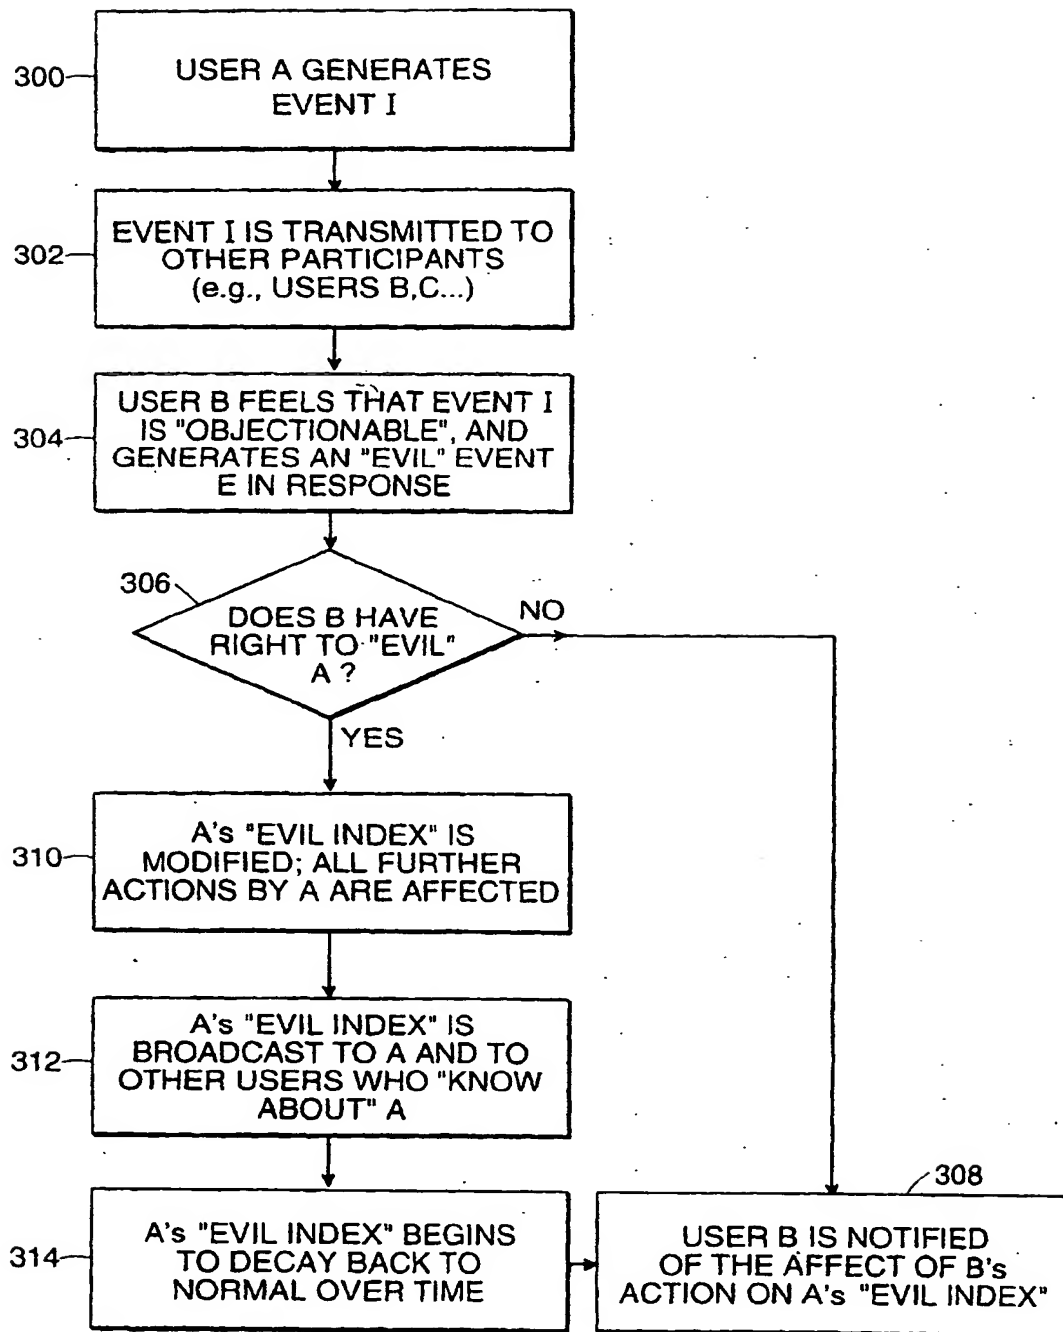 300
USER A GENERATES
EVENT I
302
EVENT I IS TRANSMITTED TO
OTHER PARTICIPANTS
(e.g., USERS B,C...)
304
USER B FEELS THAT EVENT I
IS "OBJECTIONABLE", AND
GENERATES AN "EVIL" EVENT
E IN RESPONSE
306
DOES B HAVE
RIGHT TO "EVIL"
A ?
NO
YES
310
A's "EVIL INDEX" IS
MODIFIED; ALL FURTHER
ACTIONS BY A ARE AFFECTED
312
A's "EVIL INDEX" IS
BROADCAST TO A AND TO
OTHER USERS WHO "KNOW
ABOUT" A
314
A's "EVIL INDEX" BEGINS
TO DECAY BACK TO
NORMAL OVER TIME
308
USER B IS NOTIFIED
OF THE AFFECT OF B's
ACTION ON A's "EVIL INDEX"